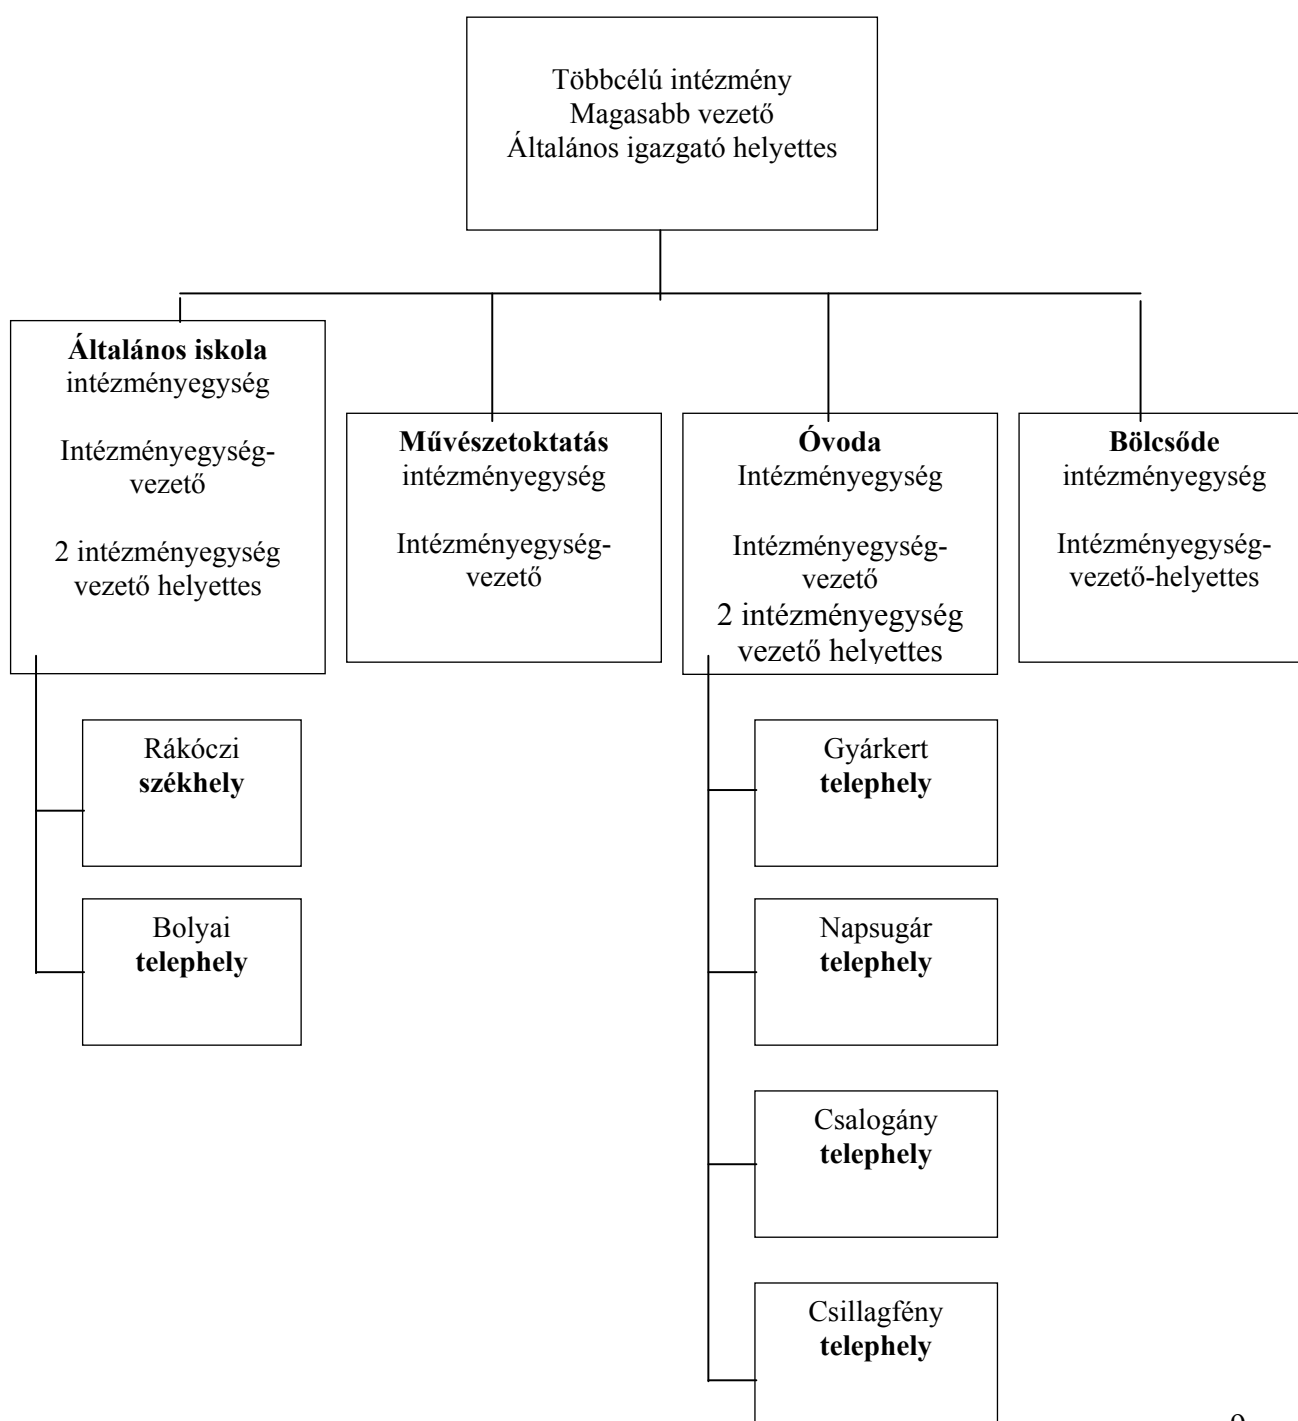 Többcélú intézmény
Magasabb vezető
Általános igazgató helyettes
Általános iskola
intézményegység
Intézményegység-
vezető
2 intézményegység
vezető helyettes
Művészetoktatás
intézményegység
Intézményegység-
vezető
Óvoda
Intézményegység
Intézményegység-
vezető
2 intézményegység
vezető helyettes
Bölcsőde
intézményegység
Intézményegység-
vezető-helyettes
Rákóczi
székhely
Bolyai
telephely
Gyárkert
telephely
Napsugár
telephely
Csalogány
telephely
Csillagfény
telephely